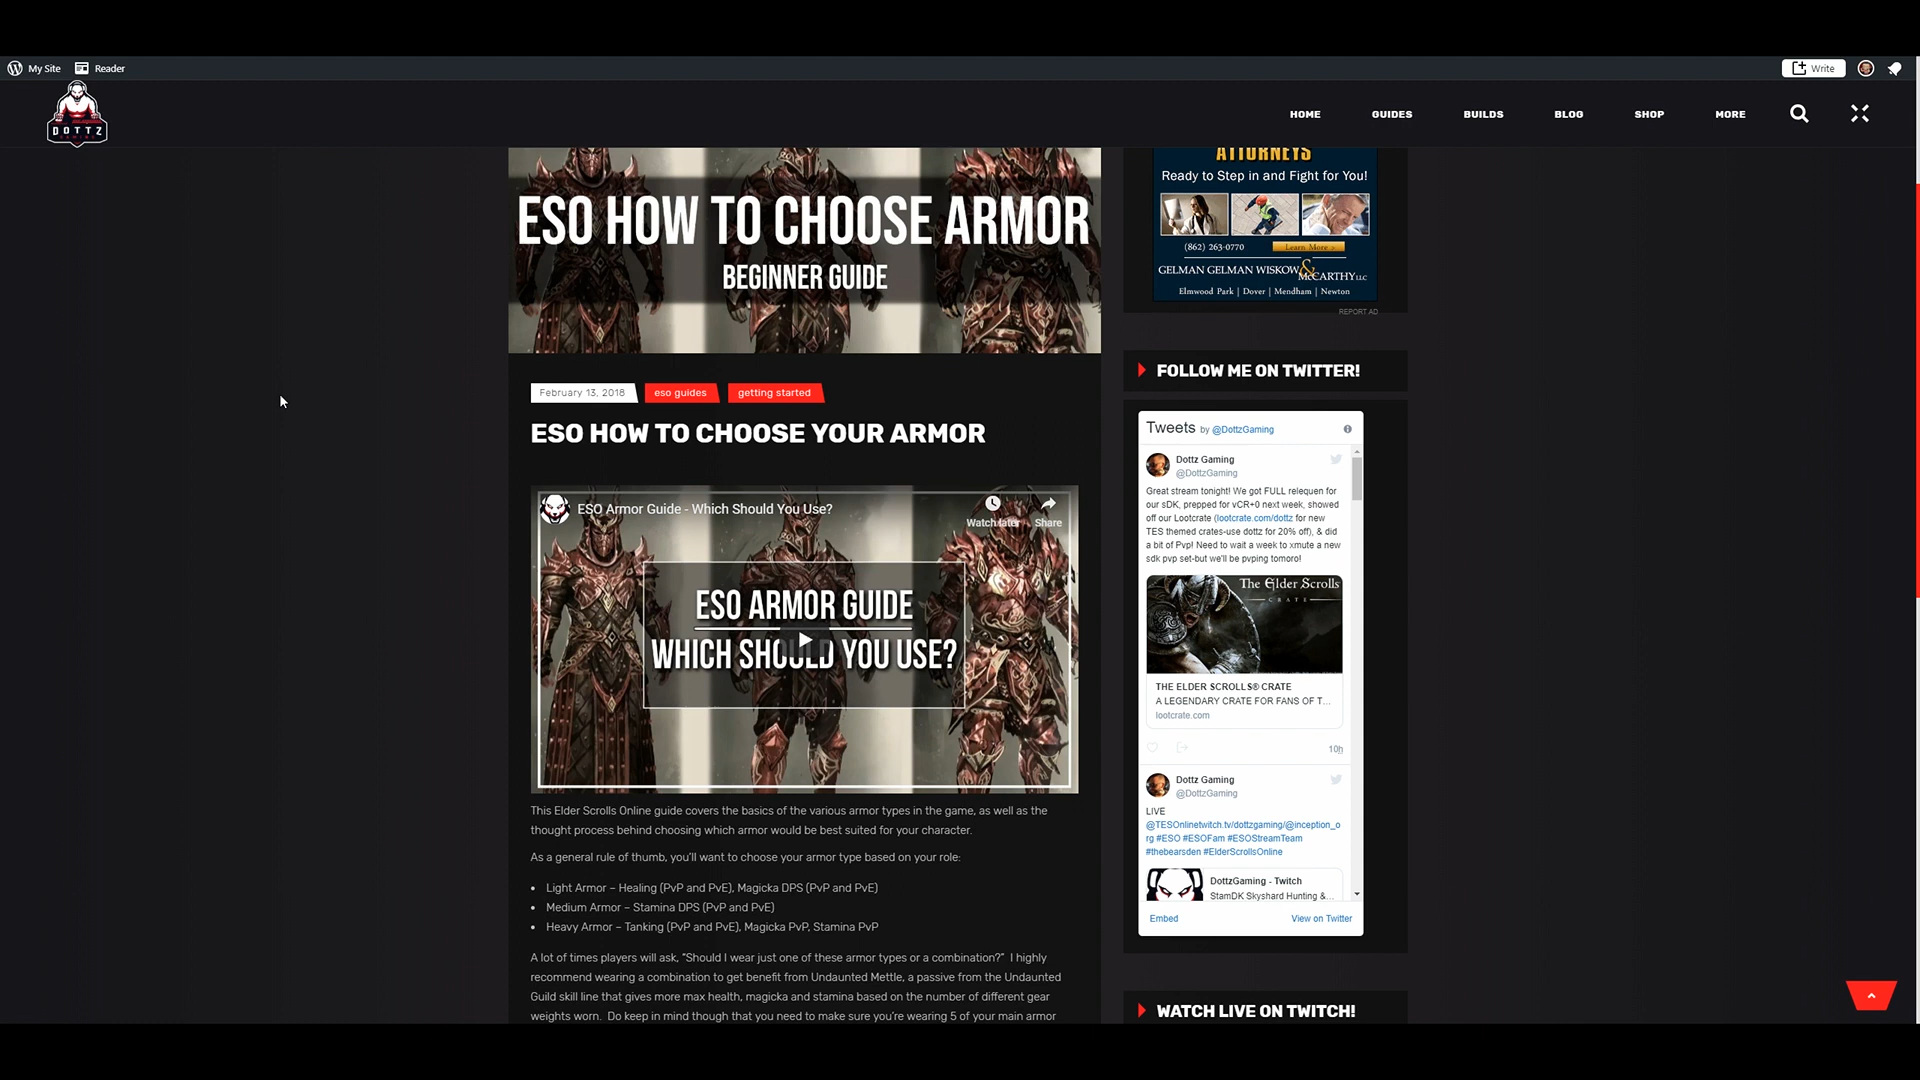 My Site
Reader
Write
DOTTZ
HOME
GUIDES
BUILDS
BLOG
SHOP
MORE
ESO HOW TO CHOOSE ARMOR
BEGINNER GUIDE
ATTORNEYS
Ready to Step in and Fight for You!
(862) 263-0770
Learn More >
GELMAN GELMAN WISKOW & McCARTHY LLC
Elmwood Park | Dover | Mendham | Newton
REPORT AD
February 13, 2018
eso guides
getting started
ESO HOW TO CHOOSE YOUR ARMOR
ESO Armor Guide - Which Should You Use?
Watch later
Share
ESO ARMOR GUIDE
WHICH SHOULD YOU USE?
This Elder Scrolls Online guide covers the basics of the various armor types in the game, as well as the
thought process behind choosing which armor would be best suited for your character.
As a general rule of thumb, you'll want to choose your armor type based on your role:
• Light Armor – Healing (PvP and PvE), Magicka DPS (PvP and PvE)
• Medium Armor – Stamina DPS (PvP and PvE)
• Heavy Armor – Tanking (PvP and PvE), Magicka PvP, Stamina PvP
A lot of times players will ask, "Should I wear just one of these armor types or a combination?" I highly
recommend wearing a combination to get benefit from Undaunted Mettle, a passive from the Undaunted
Guild skill line that gives more max health, magicka and stamina based on the number of different gear
weights worn. Do keep in mind though that you need to make sure you're wearing 5 of your main armor
FOLLOW ME ON TWITTER!
Tweets by @DottzGaming
Dottz Gaming
@DottzGaming
Great stream tonight! We got FULL relequen for
our sDK, prepped for vCR+0 next week, showed
off our Lootcrate (lootcrate.com/dottz for new
TES themed crates-use dottz for 20% off), & did
a bit of Pvp! Need to wait a week to xmute a new
sdk pvp set-but we'll be pvping tomoro!
The Elder Scrolls
CRATE
THE ELDER SCROLLS® CRATE
A LEGENDARY CRATE FOR FANS OF T...
lootcrate.com
10h
Dottz Gaming
@DottzGaming
LIVE
@TESOnlinetwitch.tv/dottzgaming/@inception_o
rg #ESO #ESOFam #ESOStreamTeam
#thebearsden #ElderScrollsOnline
DottzGaming - Twitch
StamDK Skyshard Hunting &...
Embed
View on Twitter
WATCH LIVE ON TWITCH!